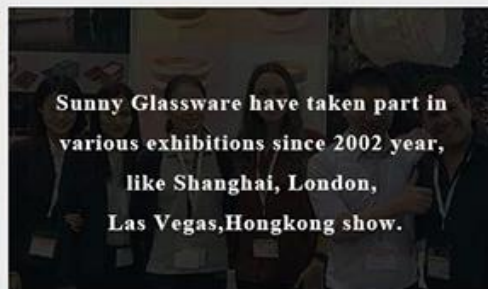 Sunny Glassware have taken part in
various exhibitions since 2002 year,
like Shanghai, London,
Las Vegas,Hongkong show.